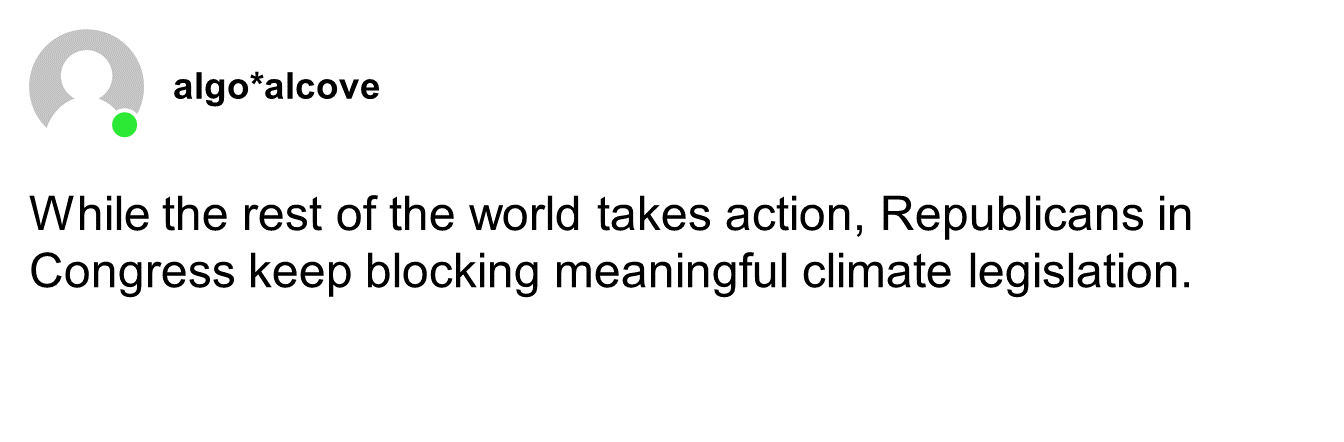 algo*alcove
While the rest of the world takes action, Republicans in
Congress keep blocking meaningful climate legislation.